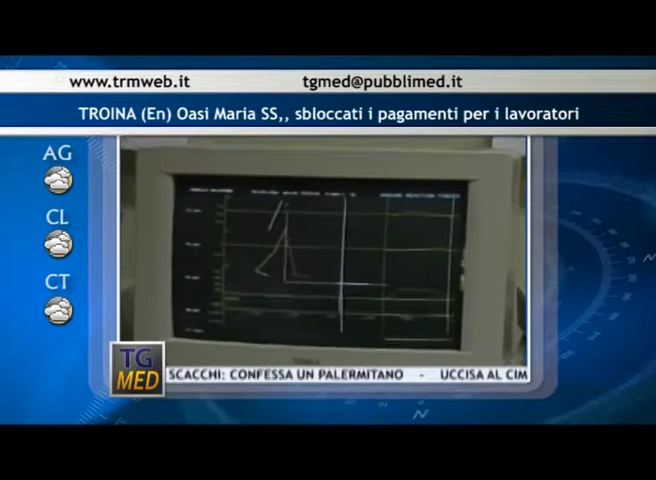 www.trmweb.it tgmed@pubblimed.it
TROINA (En) Oasi Maria SS,, sbloccati i pagamenti per i lavoratori
AG
CL
CT
TG
MED
SCACCHI: CONFESSA UN PALERMITANO - UCCISA AL CIM